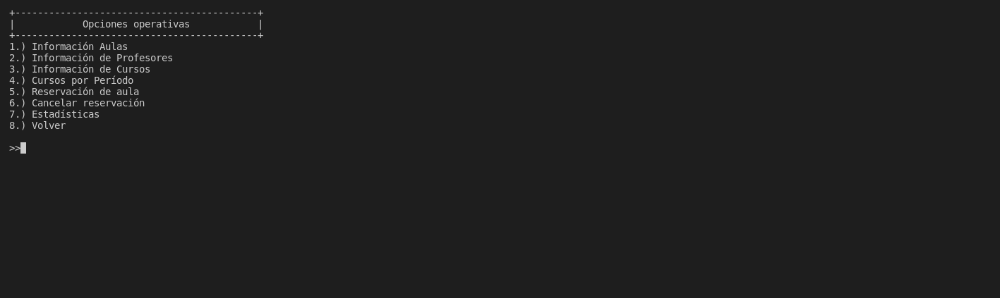 +-------------------------------------------+
|            Opciones operativas            |
+-------------------------------------------+
1.) Información Aulas
2.) Información de Profesores
3.) Información de Cursos
4.) Cursos por Período
5.) Reservación de aula
6.) Cancelar reservación
7.) Estadísticas
8.) Volver
>>